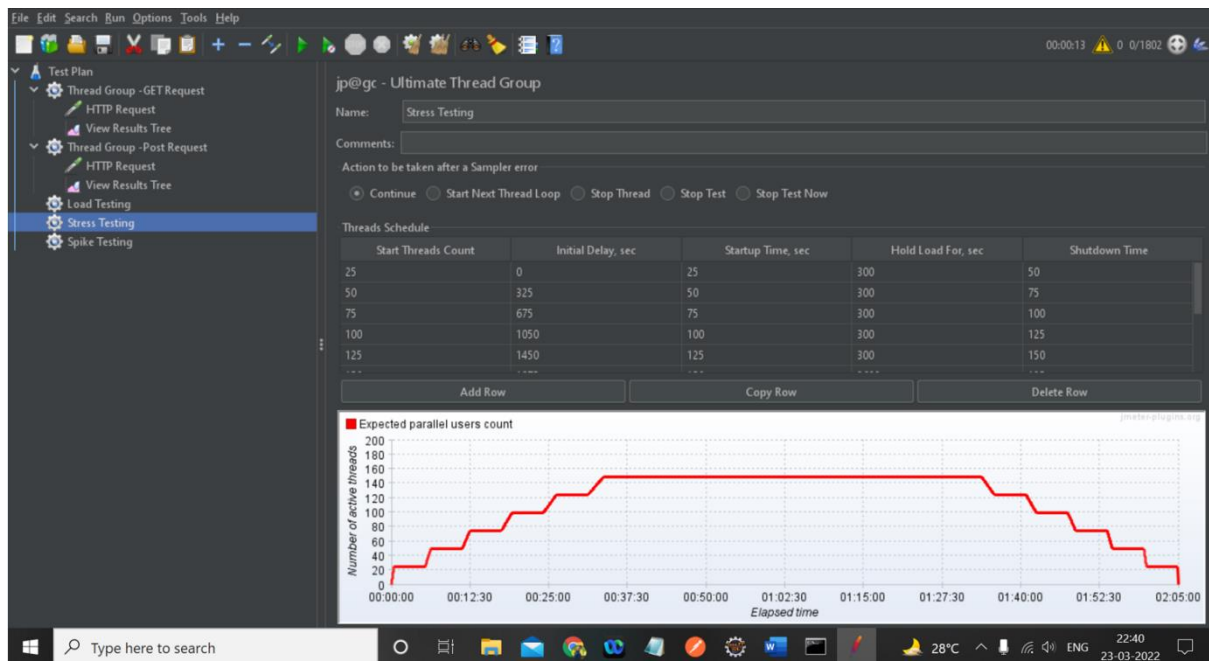 File Edit Search Run Options Tools Help
00:00:13 0 0/1802
Test Plan
Thread Group -GET Request
HTTP Request
View Results Tree
Thread Group -Post Request
HTTP Request
View Results Tree
Load Testing
Stress Testing
Spike Testing
jp@gc - Ultimate Thread Group
Name: Stress Testing
Comments:
Action to be taken after a Sampler error
Continue Start Next Thread Loop Stop Thread Stop Test Stop Test Now
Threads Schedule
Start Threads Count Initial Delay, sec Startup Time, sec Hold Load For, sec Shutdown Time
25 0 25 300 50
50 325 50 300 75
75 675 75 300 100
100 1050 100 300 125
125 1450 125 300 150
Add Row Copy Row Delete Row
jmeter-plugins.org
Expected parallel users count
200
180
160
140
120
100
80
60
40
20
0
Number of active threads
00:00:00 00:12:30 00:25:00 00:37:30 00:50:00 01:02:30 01:15:00 01:27:30 01:40:00 01:52:30 02:05:00
Elapsed time
Type here to search
28°C ENG 22:40
23-03-2022